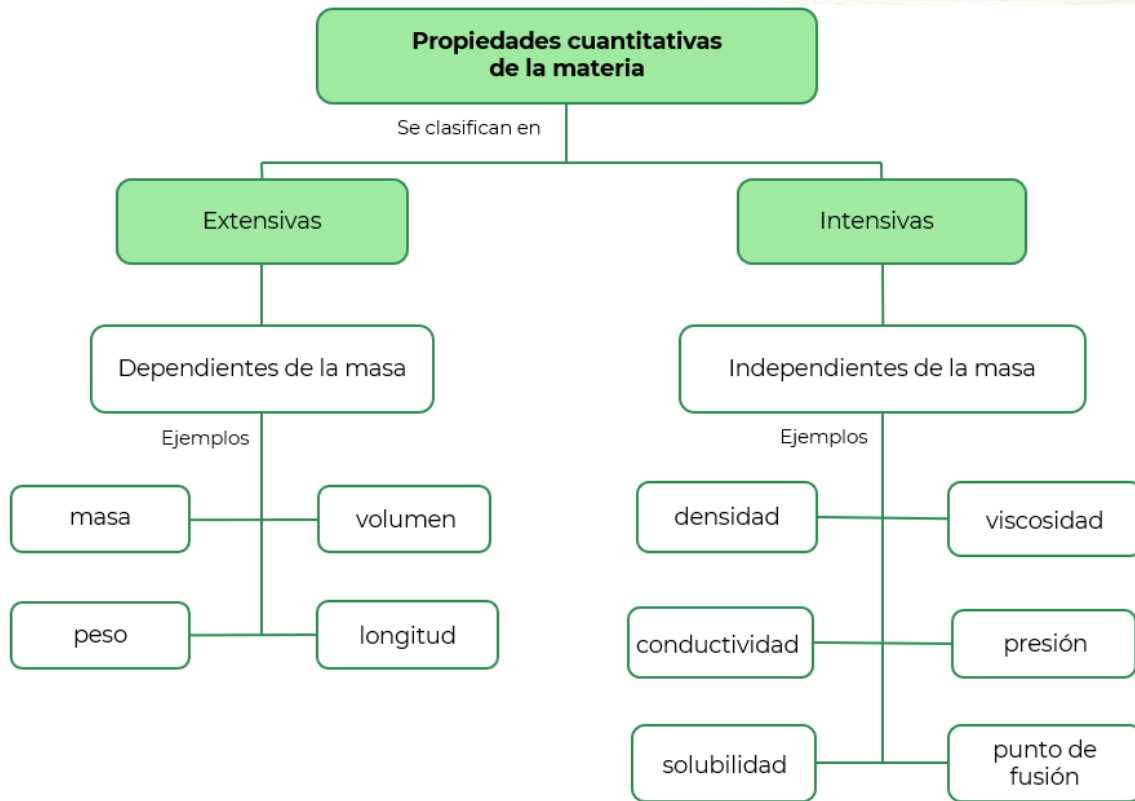 Propiedades cuantitativas
de la materia
Se clasifican en
Extensivas
Intensivas
Dependientes de la masa
Independientes de la masa
Ejemplos
Ejemplos
masa
volumen
densidad
viscosidad
peso
longitud
conductividad
presión
solubilidad
punto de
fusión